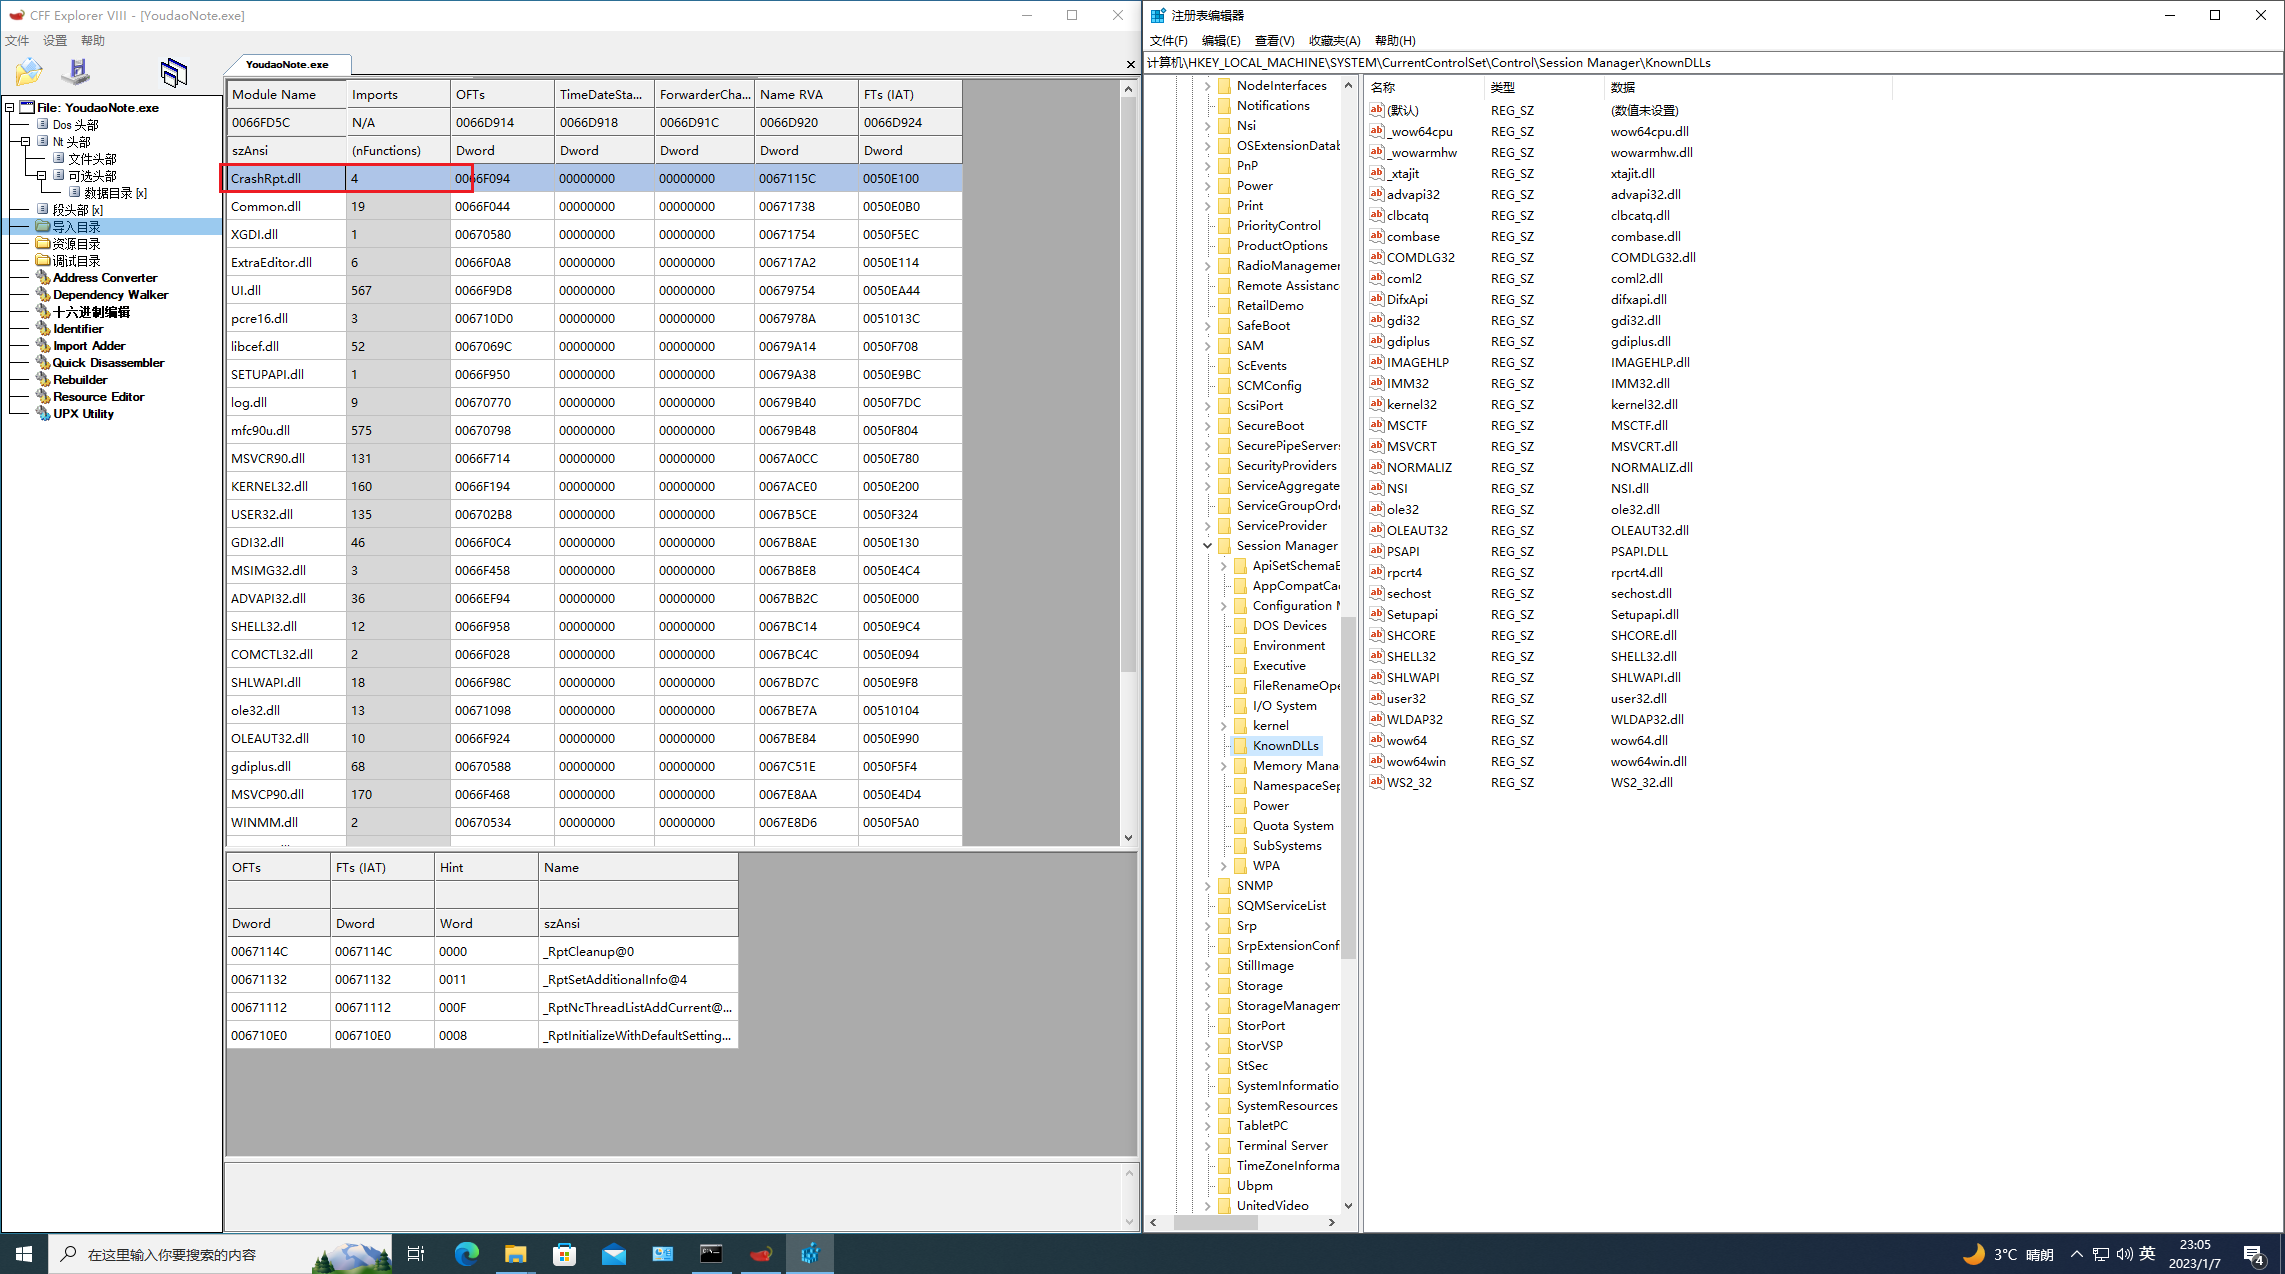 CFF Explorer VIII - [YoudaoNote.exe]
文件 设置 帮助
YoudaoNote.exe
File: YoudaoNote.exe
Dos 头部
Nt 头部
文件头部
可选头部
数据目录 [x]
段头部 [x]
导入目录
资源目录
调试目录
Address Converter
Dependency Walker
十六进制编辑
Identifier
Import Adder
Quick Disassembler
Rebuilder
Resource Editor
UPX Utility
Module Name Imports OFTs TimeDateSta... ForwarderCha... Name RVA FTs (IAT)
0066FD5C N/A 0066D914 0066D918 0066D91C 0066D920 0066D924
szAnsi (nFunctions) Dword Dword Dword Dword Dword
CrashRpt.dll 4 0066F094 00000000 00000000 0067115C 0050E100
Common.dll 19 0066F044 00000000 00000000 00671738 0050E0B0
XGDI.dll 1 00670580 00000000 00000000 00671754 0050F5EC
ExtraEditor.dll 6 0066F0A8 00000000 00000000 006717A2 0050E114
UI.dll 567 0066F9D8 00000000 00000000 00679754 0050EA44
pcre16.dll 3 006710D0 00000000 00000000 0067978A 0051013C
libcef.dll 52 0067069C 00000000 00000000 00679A14 0050F708
SETUPAPI.dll 1 0066F950 00000000 00000000 00679A38 0050E9BC
log.dll 9 00670770 00000000 00000000 00679B40 0050F7DC
mfc90u.dll 575 00670798 00000000 00000000 00679B48 0050F804
MSVCR90.dll 131 0066F714 00000000 00000000 0067A0CC 0050E780
KERNEL32.dll 160 0066F194 00000000 00000000 0067ACE0 0050E200
USER32.dll 135 006702B8 00000000 00000000 0067B5CE 0050F324
GDI32.dll 46 0066F0C4 00000000 00000000 0067B8AE 0050E130
MSIMG32.dll 3 0066F458 00000000 00000000 0067B8E8 0050E4C4
ADVAPI32.dll 36 0066EF94 00000000 00000000 0067BB2C 0050E000
SHELL32.dll 12 0066F958 00000000 00000000 0067BC14 0050E9C4
COMCTL32.dll 2 0066F028 00000000 00000000 0067BC4C 0050E094
SHLWAPI.dll 18 0066F98C 00000000 00000000 0067BD7C 0050E9F8
ole32.dll 13 00671098 00000000 00000000 0067BE7A 00510104
OLEAUT32.dll 10 0066F924 00000000 00000000 0067BE84 0050E990
gdiplus.dll 68 00670588 00000000 00000000 0067C51E 0050F5F4
MSVCP90.dll 170 0066F468 00000000 00000000 0067E8AA 0050E4D4
WINMM.dll 2 00670534 00000000 00000000 0067E8D6 0050F5A0
OFTs FTs (IAT) Hint Name
Dword Dword Word szAnsi
0067114C 0067114C 0000 _RptCleanup@0
00671132 00671132 0011 _RptSetAdditionalInfo@4
00671112 00671112 000F _RptNcThreadListAddCurrent@...
006710E0 006710E0 0008 _RptInitializeWithDefaultSetting...
注册表编辑器
文件(F) 编辑(E) 查看(V) 收藏夹(A) 帮助(H)
计算机\HKEY_LOCAL_MACHINE\SYSTEM\CurrentControlSet\Control\Session Manager\KnownDLLs
NodeInterfaces
Notifications
Nsi
OSExtensionDatab
PnP
Power
Print
PriorityControl
ProductOptions
RadioManagemen
Remote Assistanc
RetailDemo
SafeBoot
SAM
ScEvents
SCMConfig
ScsiPort
SecureBoot
SecurePipeServers
SecurityProviders
ServiceAggregate
ServiceGroupOrde
ServiceProvider
Session Manager
ApiSetSchemaE
AppCompatCac
Configuration M
DOS Devices
Environment
Executive
FileRenameOpe
I/O System
kernel
KnownDLLs
Memory Mana
NamespaceSep
Power
Quota System
SubSystems
WPA
SNMP
SQMServiceList
Srp
SrpExtensionConf
StillImage
Storage
StorageManagem
StorPort
StorVSP
StSec
SystemInformatio
SystemResources
TabletPC
Terminal Server
TimeZoneInforma
Ubpm
UnitedVideo
名称 类型 数据
(默认) REG_SZ (数值未设置)
_wow64cpu REG_SZ wow64cpu.dll
_wowarmhw REG_SZ wowarmhw.dll
_xtajit REG_SZ xtajit.dll
advapi32 REG_SZ advapi32.dll
clbcatq REG_SZ clbcatq.dll
combase REG_SZ combase.dll
COMDLG32 REG_SZ COMDLG32.dll
coml2 REG_SZ coml2.dll
DifxApi REG_SZ difxapi.dll
gdi32 REG_SZ gdi32.dll
gdiplus REG_SZ gdiplus.dll
IMAGEHLP REG_SZ IMAGEHLP.dll
IMM32 REG_SZ IMM32.dll
kernel32 REG_SZ kernel32.dll
MSCTF REG_SZ MSCTF.dll
MSVCRT REG_SZ MSVCRT.dll
NORMALIZ REG_SZ NORMALIZ.dll
NSI REG_SZ NSI.dll
ole32 REG_SZ ole32.dll
OLEAUT32 REG_SZ OLEAUT32.dll
PSAPI REG_SZ PSAPI.DLL
rpcrt4 REG_SZ rpcrt4.dll
sechost REG_SZ sechost.dll
Setupapi REG_SZ Setupapi.dll
SHCORE REG_SZ SHCORE.dll
SHELL32 REG_SZ SHELL32.dll
SHLWAPI REG_SZ SHLWAPI.dll
user32 REG_SZ user32.dll
WLDAP32 REG_SZ WLDAP32.dll
wow64 REG_SZ wow64.dll
wow64win REG_SZ wow64win.dll
WS2_32 REG_SZ WS2_32.dll
在这里输入你要搜索的内容
3°C 晴朗 英
23:05
2023/1/7
4